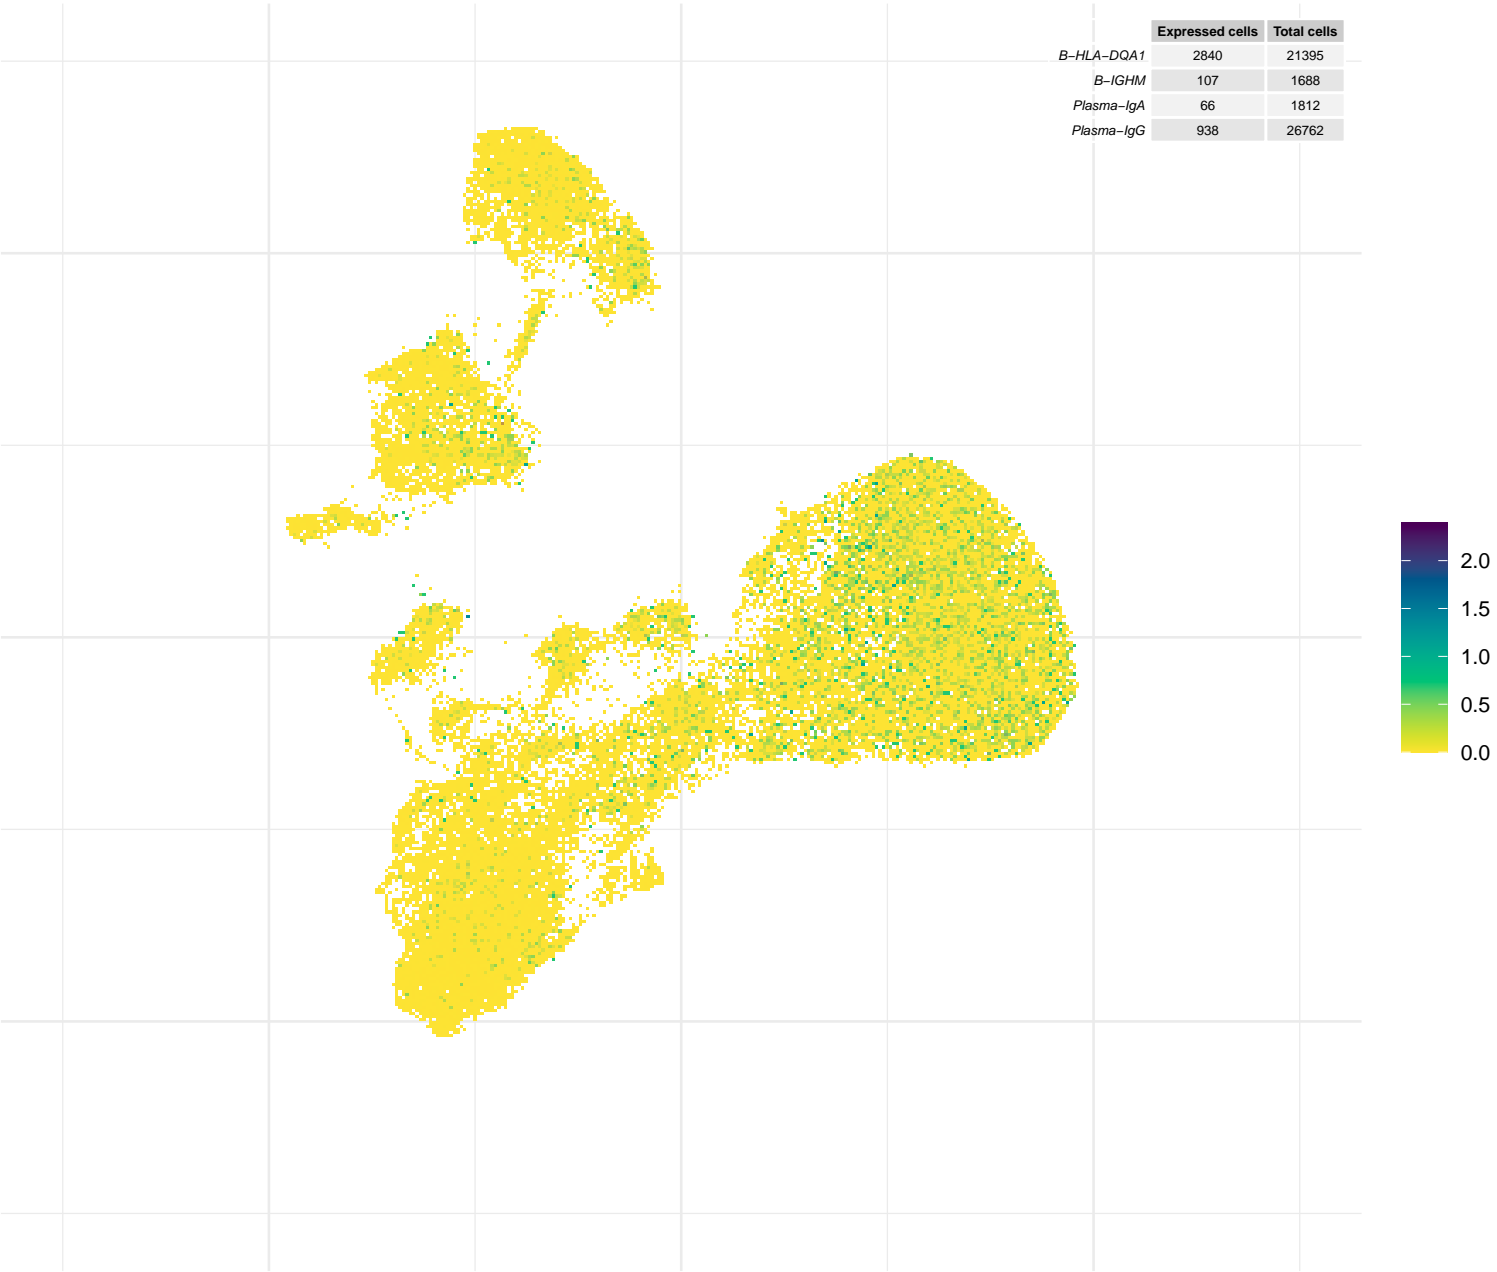 Expressed cells Total cells
B−HLA−DQA1 2840 21395
B−IGHM 107 1688
Plasma−IgA 66 1812
Plasma−IgG 938 26762
2.0
1.5
1.0
0.5
0.0